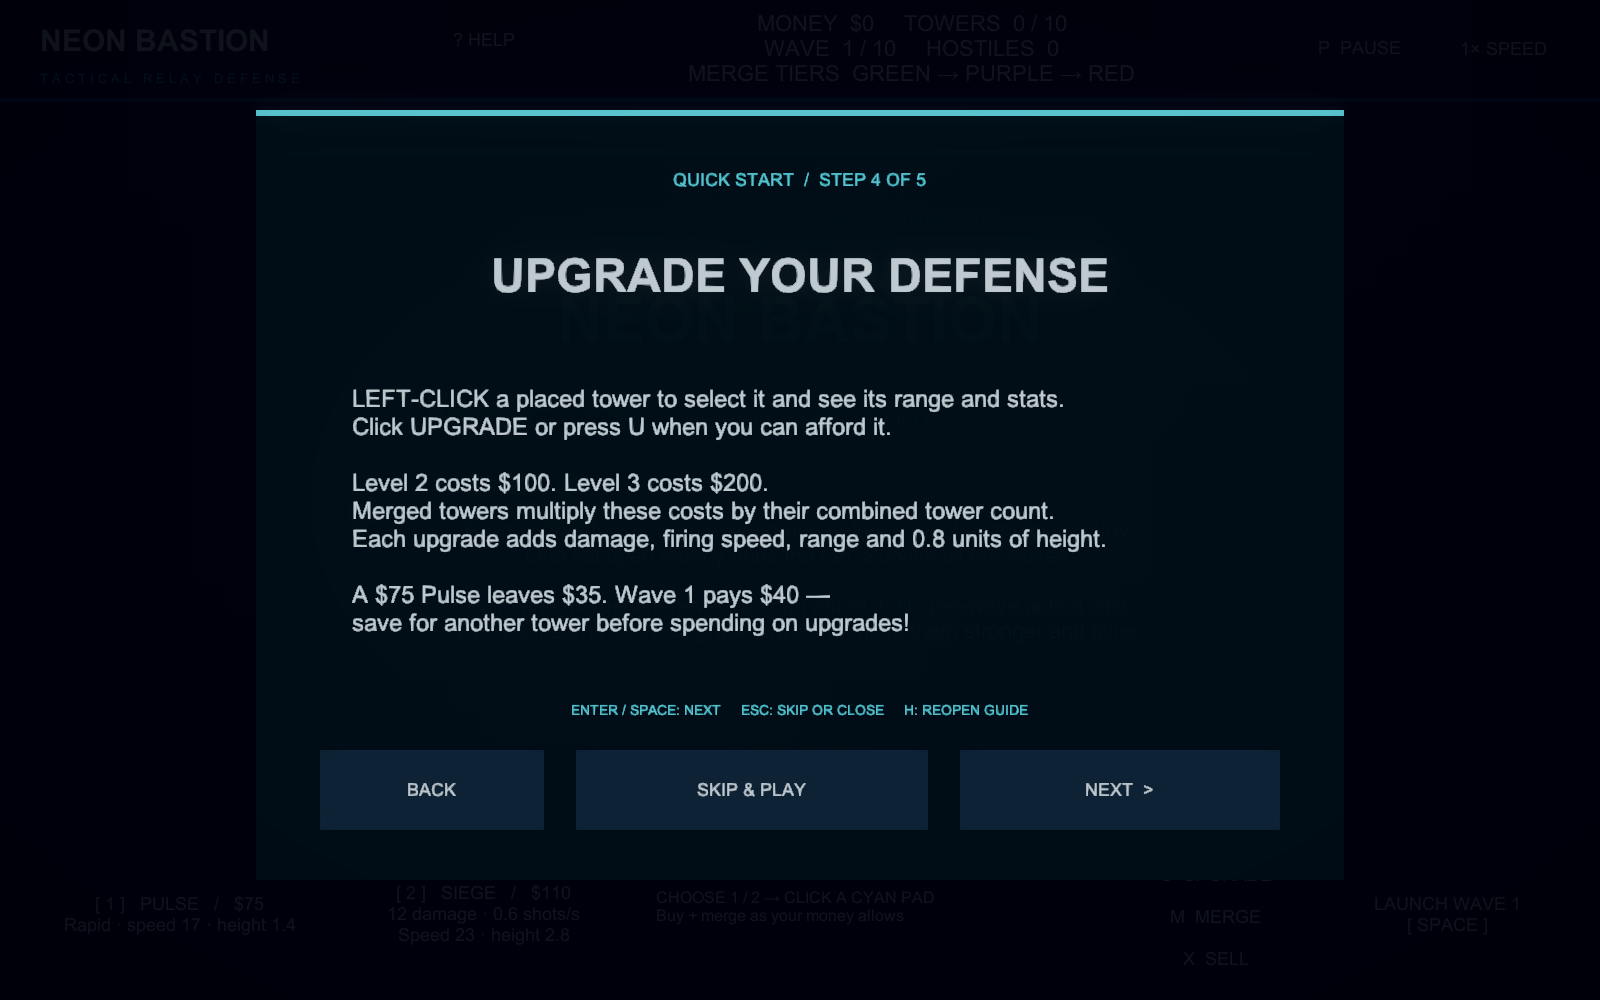 NEON BASTION
TACTICAL RELAY DEFENSE
? HELP
MONEY $0 TOWERS 0 / 10
WAVE 1 / 10 HOSTILES 0
MERGE TIERS GREEN → PURPLE → RED
P PAUSE
1× SPEED
QUICK START / STEP 4 OF 5
UPGRADE YOUR DEFENSE
NEON BASTION
LEFT-CLICK a placed tower to select it and see its range and stats.
Click UPGRADE or press U when you can afford it.
Level 2 costs $100. Level 3 costs $200.
Merged towers multiply these costs by their combined tower count.
Each upgrade adds damage, firing speed, range and 0.8 units of height.
A $75 Pulse leaves $35. Wave 1 pays $40 —
save for another tower before spending on upgrades!
stronger and taller
ENTER / SPACE: NEXT ESC: SKIP OR CLOSE H: REOPEN GUIDE
BACK
SKIP & PLAY
NEXT >
[ 1 ] PULSE / $75
Rapid · speed 17 · height 1.4
[ 2 ] SIEGE / $110
12 damage · 0.6 shots/s
Speed 23 · height 2.8
CHOOSE 1 / 2 → CLICK A CYAN PAD
Buy + merge as your money allows
M MERGE
X SELL
LAUNCH WAVE 1
[ SPACE ]